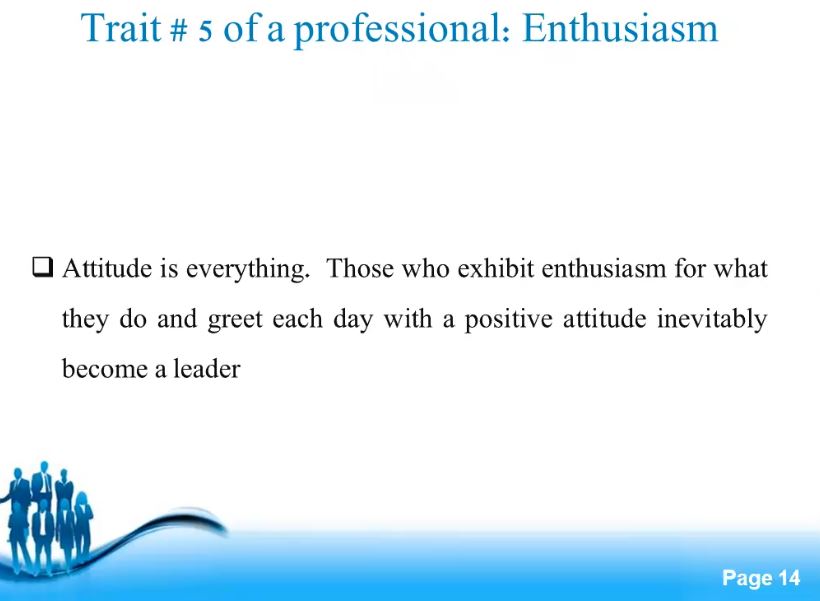 Trait # 5 of a professional: Enthusiasm
Attitude is everything. Those who exhibit enthusiasm for what
they do and greet each day with a positive attitude inevitably
become a leader
Page 14